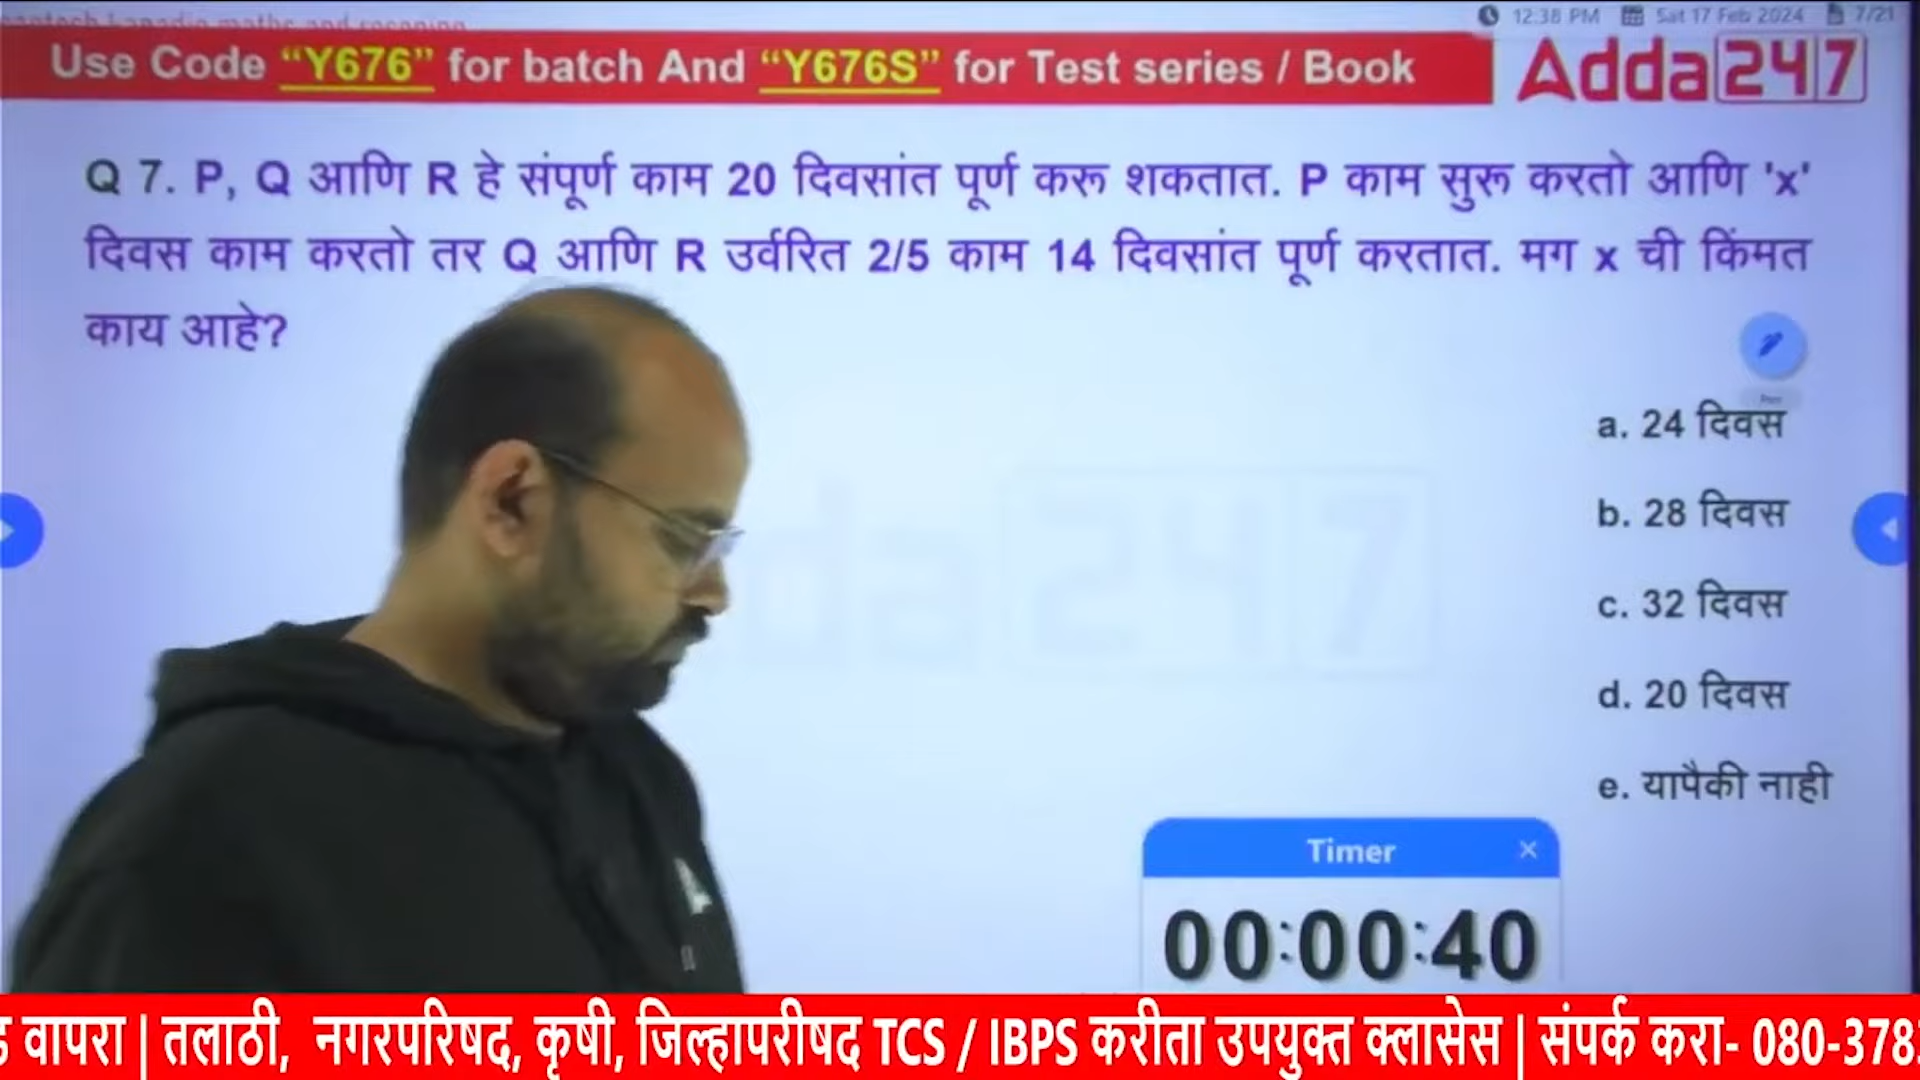 12:38 PM Sat 17 Feb 2024 7/21
Use Code “Y676” for batch And “Y676S” for Test series / Book
Adda247
Q 7. P, Q आणि R हे संपूर्ण काम 20 दिवसांत पूर्ण करू शकतात. P काम सुरू करतो आणि 'x'
दिवस काम करतो तर Q आणि R उर्वरित 2/5 काम 14 दिवसांत पूर्ण करतात. मग x ची किंमत
काय आहे?
Pen
a. 24 दिवस
b. 28 दिवस
c. 32 दिवस
d. 20 दिवस
e. यापैकी नाही
da 247
Timer
00:00:40
वापरा | तलाठी, नगरपरिषद, कृषी, जिल्हापरीषद TCS / IBPS करीता उपयुक्त क्लासेस | संपर्क करा- 080-378